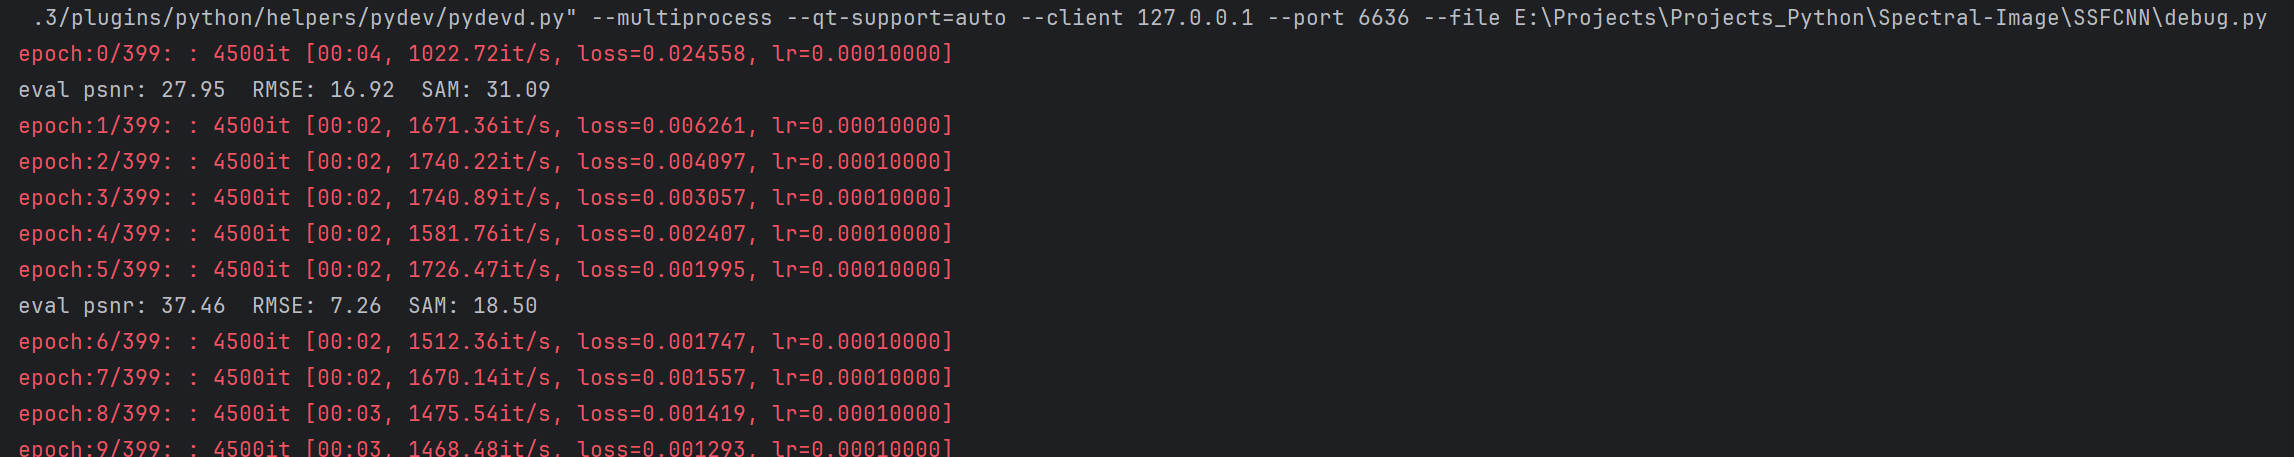 .3/plugins/python/helpers/pydev/pydevd.py" --multiprocess --qt-support=auto --client 127.0.0.1 --port 6636 --file E:\Projects\Projects_Python\Spectral-Image\SSFCNN\debug.py
epoch:0/399: : 4500it [00:04, 1022.72it/s, loss=0.024558, lr=0.00010000]
eval psnr: 27.95  RMSE: 16.92  SAM: 31.09
epoch:1/399: : 4500it [00:02, 1671.36it/s, loss=0.006261, lr=0.00010000]
epoch:2/399: : 4500it [00:02, 1740.22it/s, loss=0.004097, lr=0.00010000]
epoch:3/399: : 4500it [00:02, 1740.89it/s, loss=0.003057, lr=0.00010000]
epoch:4/399: : 4500it [00:02, 1581.76it/s, loss=0.002407, lr=0.00010000]
epoch:5/399: : 4500it [00:02, 1726.47it/s, loss=0.001995, lr=0.00010000]
eval psnr: 37.46  RMSE: 7.26  SAM: 18.50
epoch:6/399: : 4500it [00:02, 1512.36it/s, loss=0.001747, lr=0.00010000]
epoch:7/399: : 4500it [00:02, 1670.14it/s, loss=0.001557, lr=0.00010000]
epoch:8/399: : 4500it [00:03, 1475.54it/s, loss=0.001419, lr=0.00010000]
epoch:9/399: : 4500it [00:03, 1468.48it/s, loss=0.001293, lr=0.00010000]